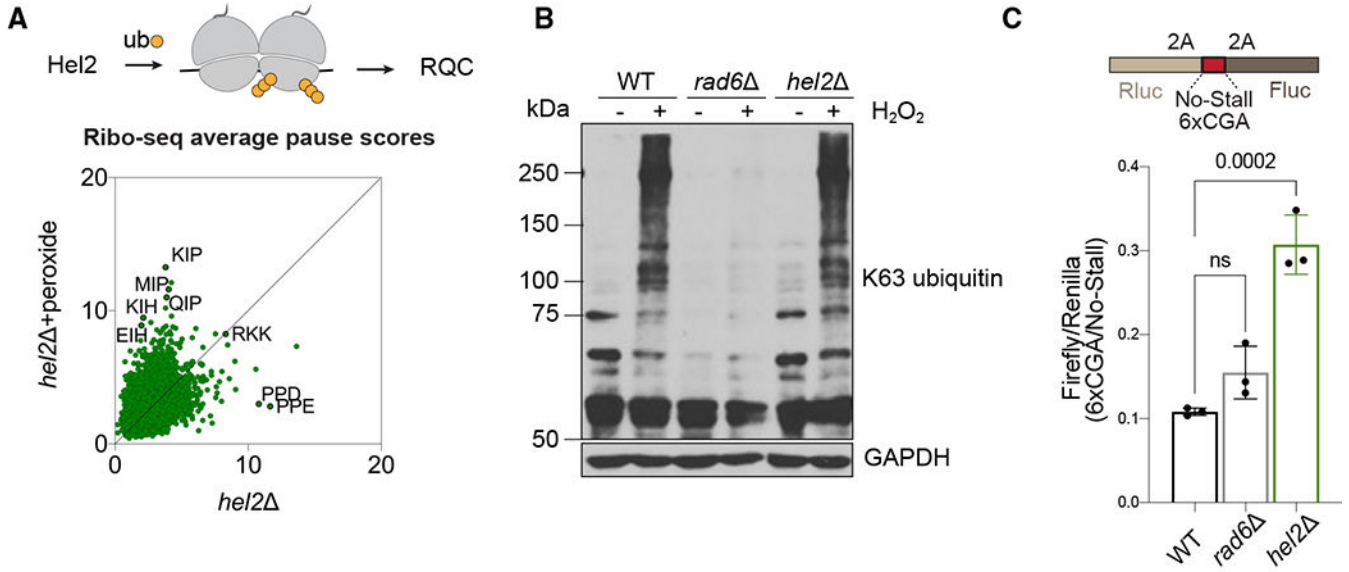 A
Hel2
ub
RQC
Ribo-seq average pause scores
20
10
0
0
10
20
KIP
MIP
QIP
KIH
EIH
RKK
PPD
PPE
hel2Δ+peroxide
hel2Δ
B
WT
rad6Δ
hel2Δ
kDa
- + - + - +
H₂O₂
250
150
100
75
50
K63 ubiquitin
GAPDH
C
2A
2A
Rluc
No-Stall
6xCGA
Fluc
0.4
0.3
0.2
0.1
0.0
0.0002
ns
Firefly/Renilla
(6xCGA/No-Stall)
WT
rad6Δ
hel2Δ